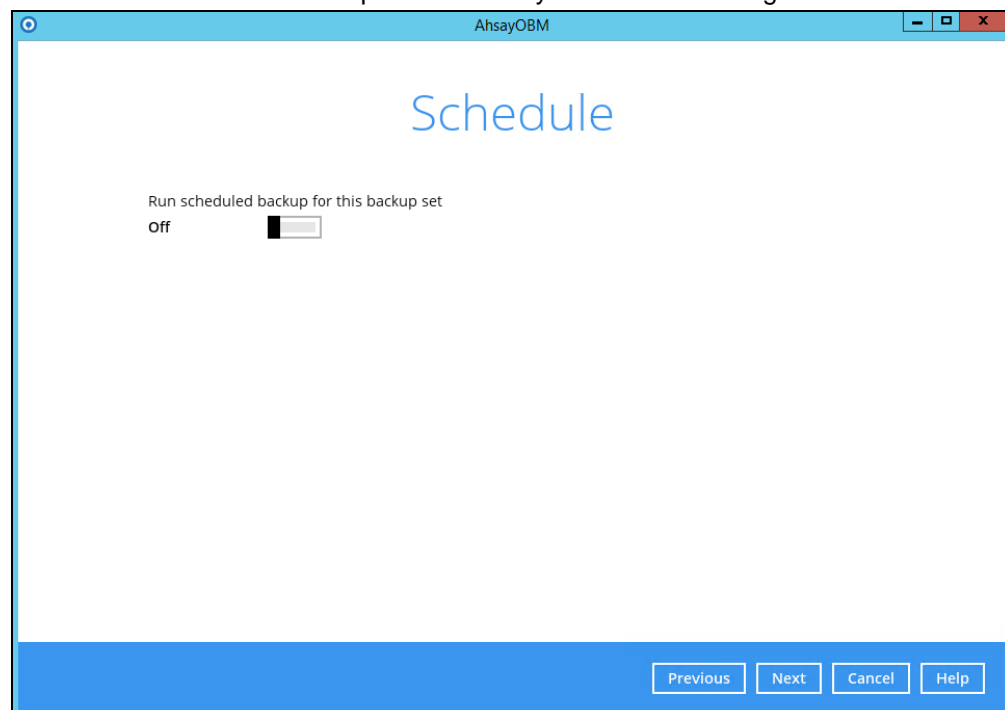 AhsayOBM
Schedule
Run scheduled backup for this backup set
Off
Previous Next Cancel Help